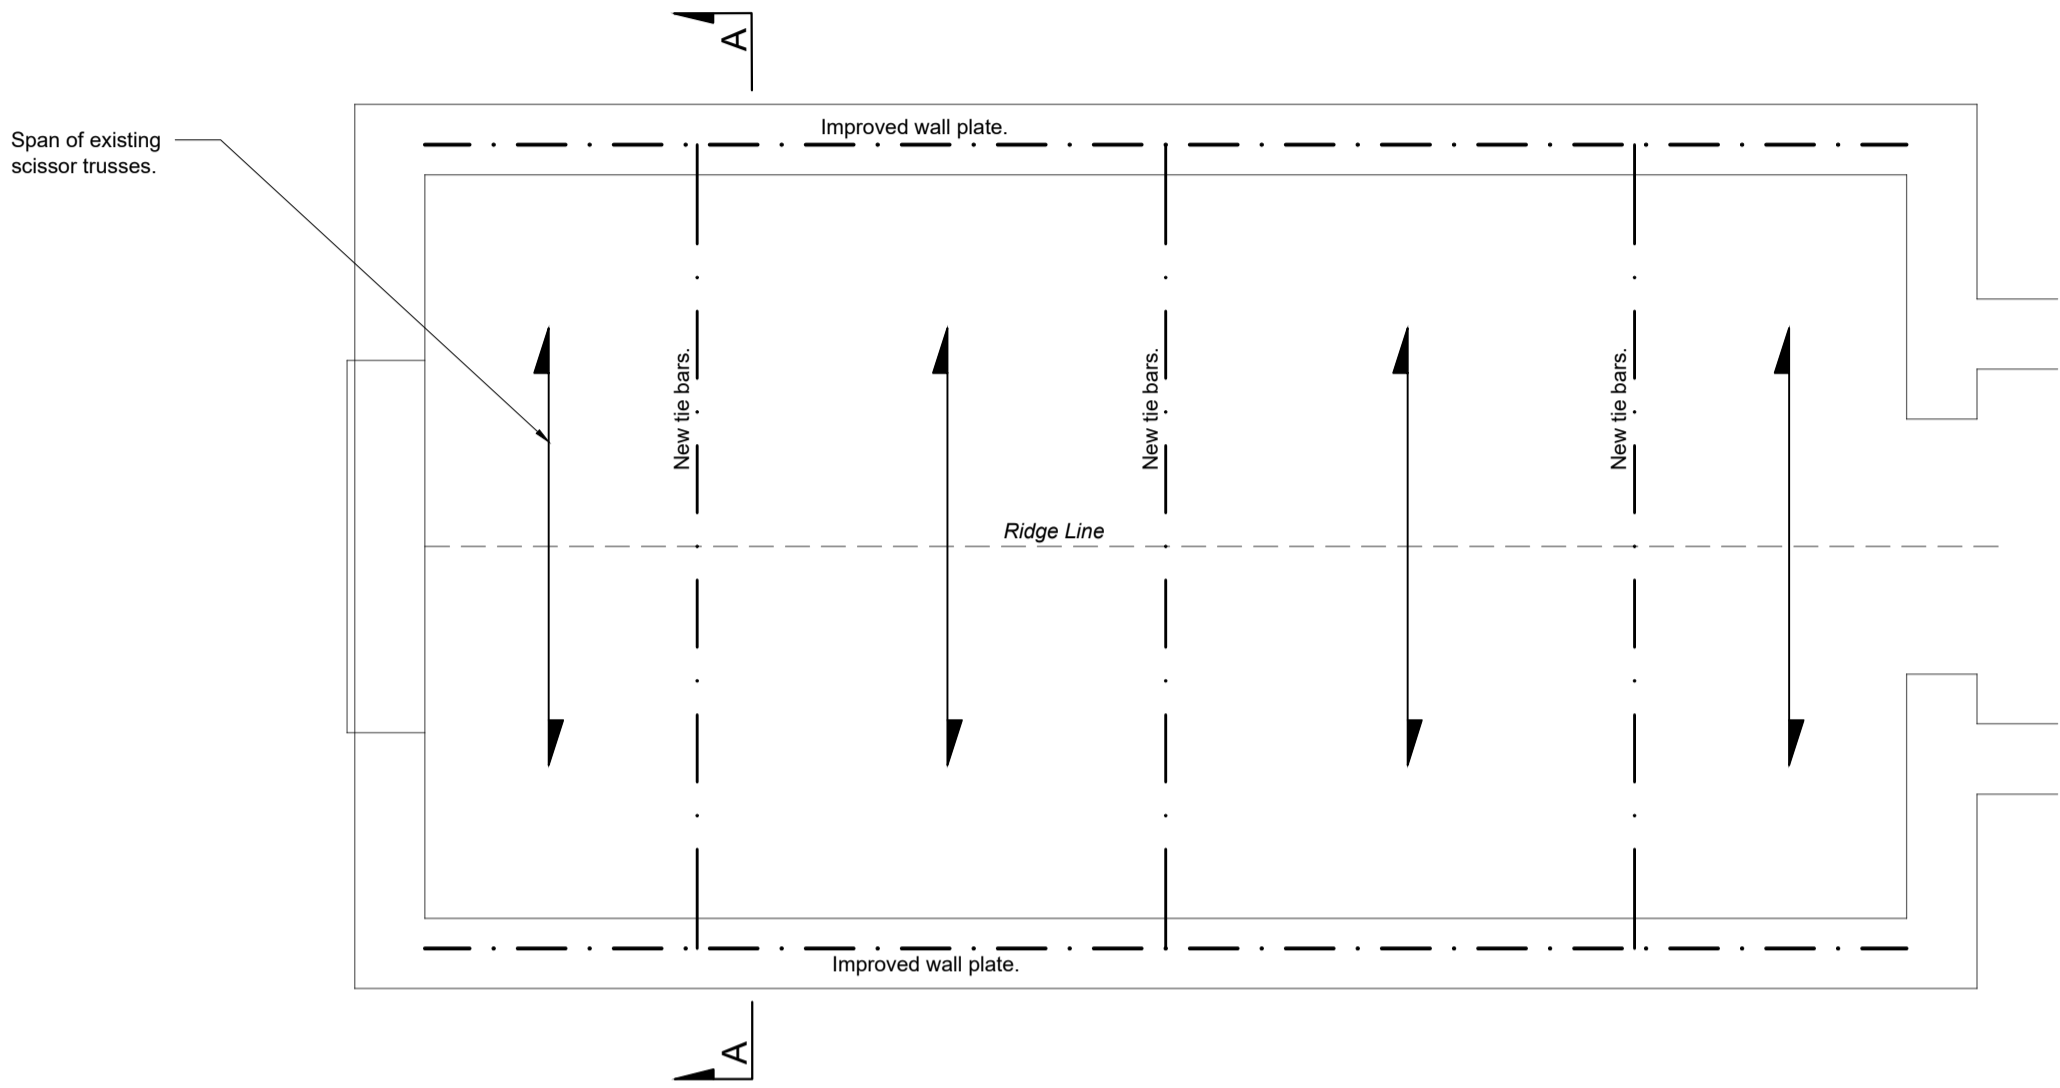 A
Improved wall plate.
Span of existing
scissor trusses.
New tie bars.
New tie bars.
New tie bars.
Ridge Line
Improved wall plate.
A